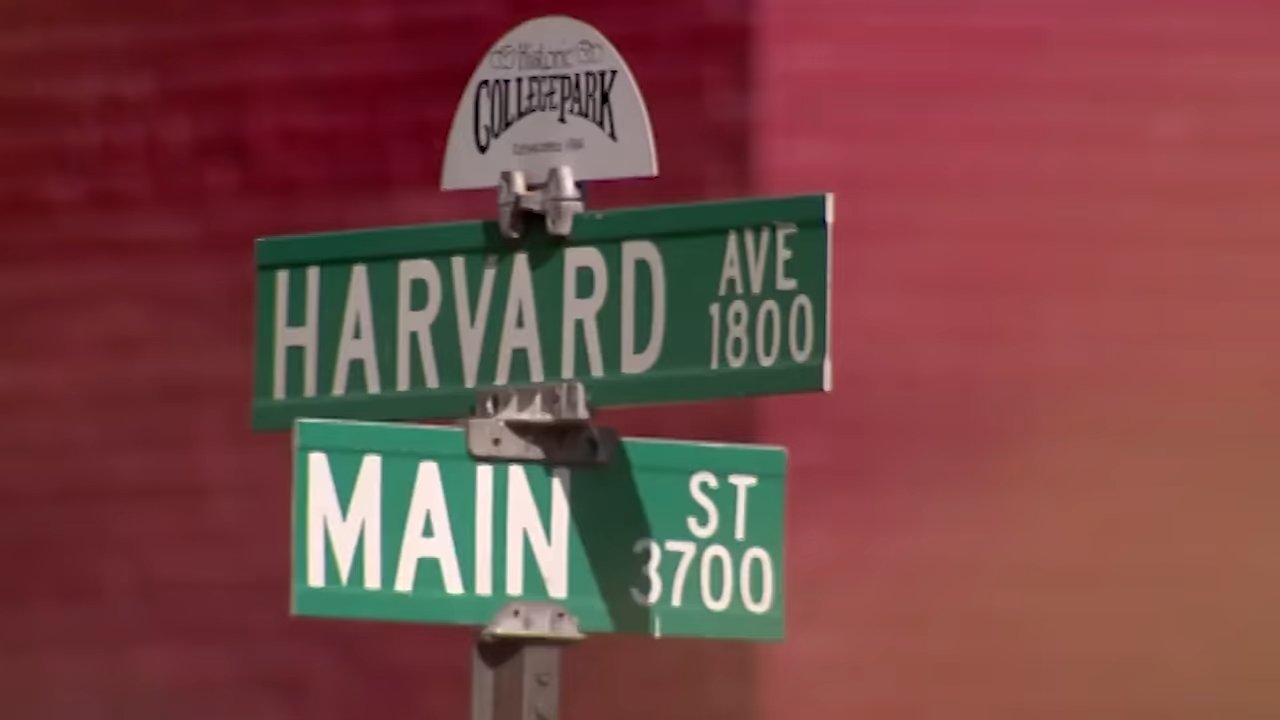 Historic
COLLEGE PARK
HARVARD AVE
1800
MAIN ST
3700